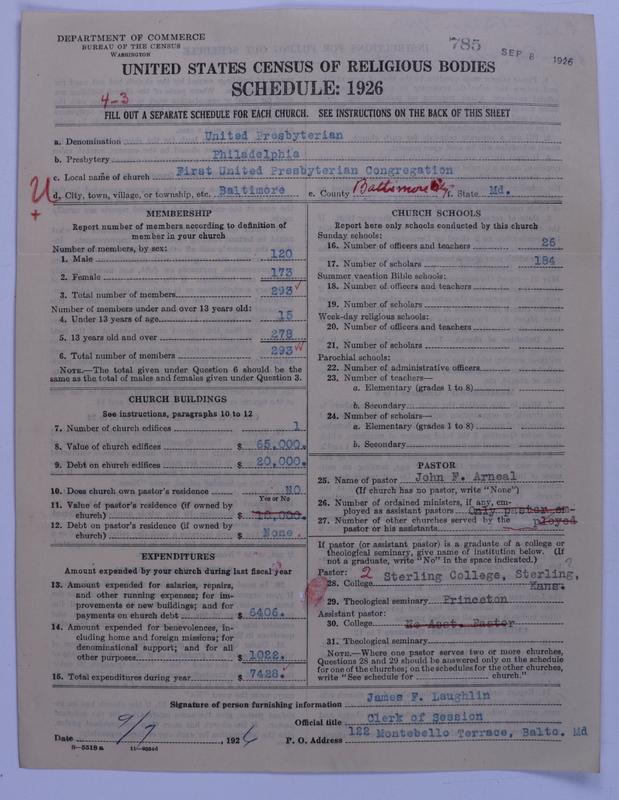 DEPARTMENT OF COMMERCE
BUREAU OF THE CENSUS
WASHINGTON
785 SEP 8 1926
UNITED STATES CENSUS OF RELIGIOUS BODIES
SCHEDULE: 1926
4-3
FILL OUT A SEPARATE SCHEDULE FOR EACH CHURCH. SEE INSTRUCTIONS ON THE BACK OF THIS SHEET
a. Denomination United Presbyterian
b. Presbytery Philadelphia
c. Local name of church First United Presbyterian Congregation
U d. City, town, village, or township, etc. Baltimore e. County Baltimore City f. State Md.
+
MEMBERSHIP
Report number of members according to definition of
member in your church
Number of members, by sex:
1. Male 120
2. Female 173
3. Total number of members 293
Number of members under and over 13 years old:
4. Under 13 years of age 15
5. 13 years old and over 278
6. Total number of members 293
NOTE.—The total given under Question 6 should be the
same as the total of males and females given under Question 3.
CHURCH BUILDINGS
See instructions, paragraphs 10 to 12
7. Number of church edifices 1
8. Value of church edifices $ 65,000.
9. Debt on church edifices $ 20,000.
10. Does church own pastor's residence NO
Yes or No
11. Value of pastor's residence (if owned by
church) $
12. Debt on pastor's residence (if owned by
church) $ None.
EXPENDITURES
Amount expended by your church during last fiscal year
13. Amount expended for salaries, repairs,
and other running expenses; for im-
provements or new buildings; and for
payments on church debt $ 6406.
14. Amount expended for benevolences, in-
cluding home and foreign missions; for
denominational support; and for all
other purposes $ 1022.
15. Total expenditures during year $ 7428.
CHURCH SCHOOLS
Report here only schools conducted by this church
Sunday schools:
16. Number of officers and teachers 26
17. Number of scholars 184
Summer vacation Bible schools:
18. Number of officers and teachers
19. Number of scholars
Week-day religious schools:
20. Number of officers and teachers
21. Number of scholars
Parochial schools:
22. Number of administrative officers
23. Number of teachers—
a. Elementary (grades 1 to 8)
b. Secondary
24. Number of scholars—
a. Elementary (grades 1 to 8)
b. Secondary
PASTOR
25. Name of pastor John F. Arneal
(If church has no pastor, write "None")
26. Number of ordained ministers, if any, em-
ployed as assistant pastors Only pastor em-
27. Number of other churches served by the ployed
pastor or his assistants
If pastor (or assistant pastor) is a graduate of a college or
theological seminary, give name of institution below. (If
not a graduate, write "No" in the space indicated.)
Pastor: 2
28. College Sterling College, Sterling,
Kans.
29. Theological seminary Princeton
Assistant pastor:
30. College No Asst. Pastor
31. Theological seminary
NOTE.—Where one pastor serves two or more churches,
Questions 28 and 29 should be answered only on the schedule
for one of the churches; on the schedules for the other churches
write "See schedule for church."
Signature of person furnishing information James F. Laughlin
Official title Clerk of Session
Date 9/7, 1926 P. O. Address 122 Montebello Terrace, Balto. Md
8—5518 a